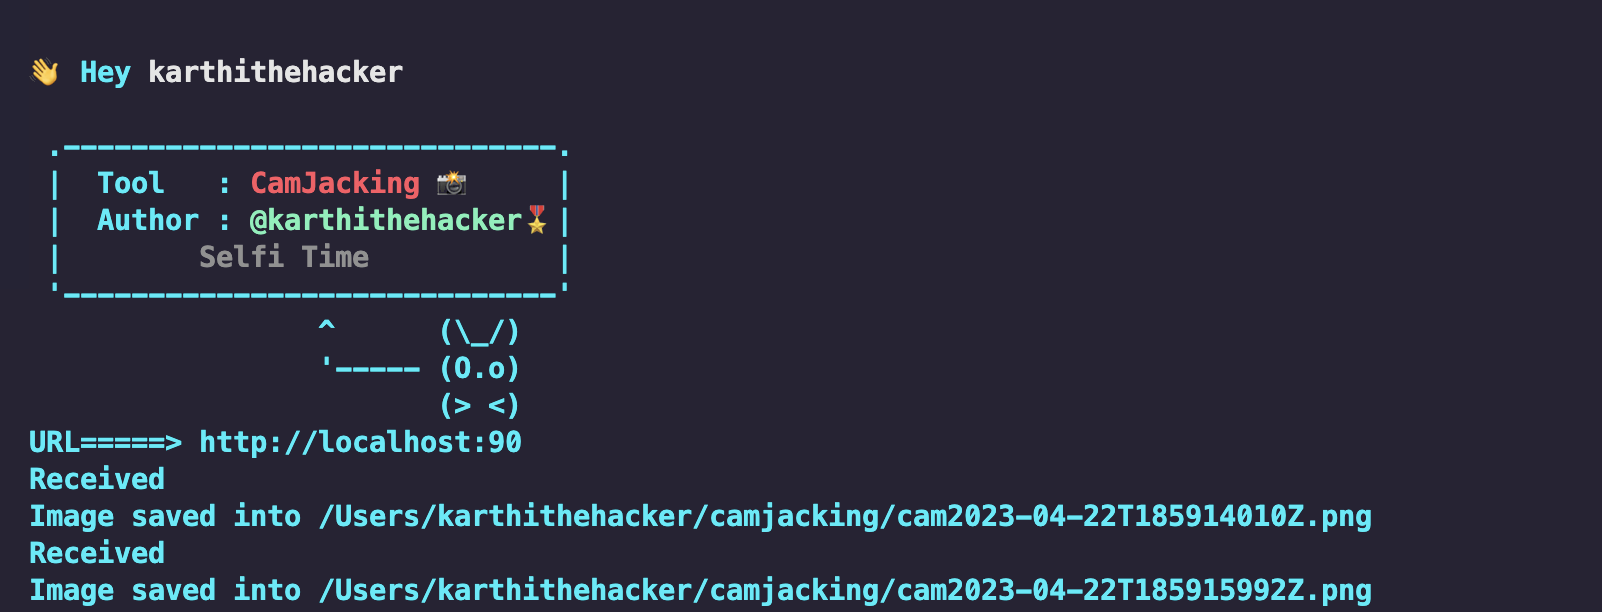 👋 Hey karthithehacker
.-----------------------------.
|  Tool   : CamJacking 📸     |
|  Author : @karthithehacker🎖|
|        Selfi Time           |
'-----------------------------'
                 ^      (\_/)
                 '----- (O.o)
                        (> <)
URL=====> http://localhost:90
Received
Image saved into /Users/karthithehacker/camjacking/cam2023-04-22T185914010Z.png
Received
Image saved into /Users/karthithehacker/camjacking/cam2023-04-22T185915992Z.png